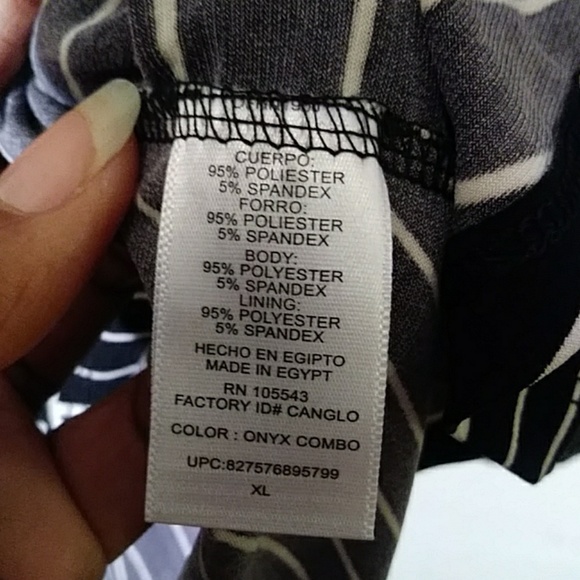 CUERPO:
95% POLIESTER
5% SPANDEX
FORRO:
95% POLIESTER
5% SPANDEX
BODY:
95% POLYESTER
5% SPANDEX
LINING:
95% POLYESTER
5% SPANDEX
HECHO EN EGIPTO
MADE IN EGYPT
RN 105543
FACTORY ID# CANGLO
COLOR : ONYX COMBO
UPC:827576895799
XL